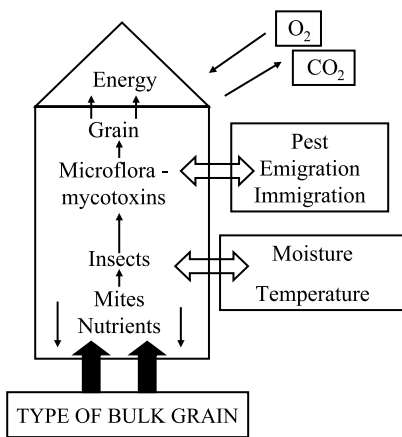 O₂
CO₂
Energy
Grain
Microflora -
mycotoxins
Pest
Emigration
Immigration
Insects
Mites
Nutrients
Moisture
Temperature
TYPE OF BULK GRAIN